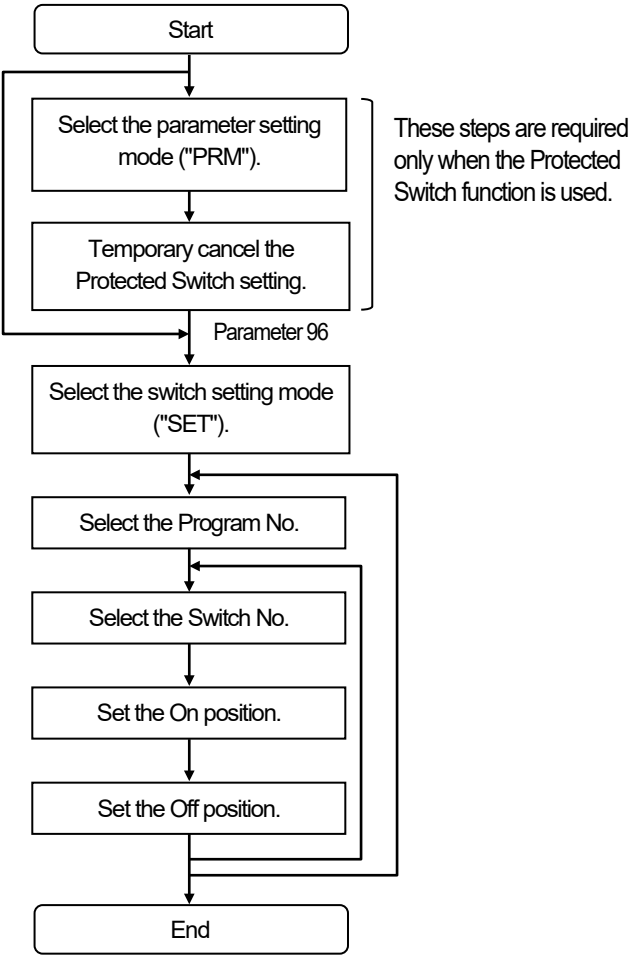 Start
Select the parameter setting
mode ("PRM").
These steps are required
only when the Protected
Switch function is used.
Temporary cancel the
Protected Switch setting.
Parameter 96
Select the switch setting mode
("SET").
Select the Program No.
Select the Switch No.
Set the On position.
Set the Off position.
End